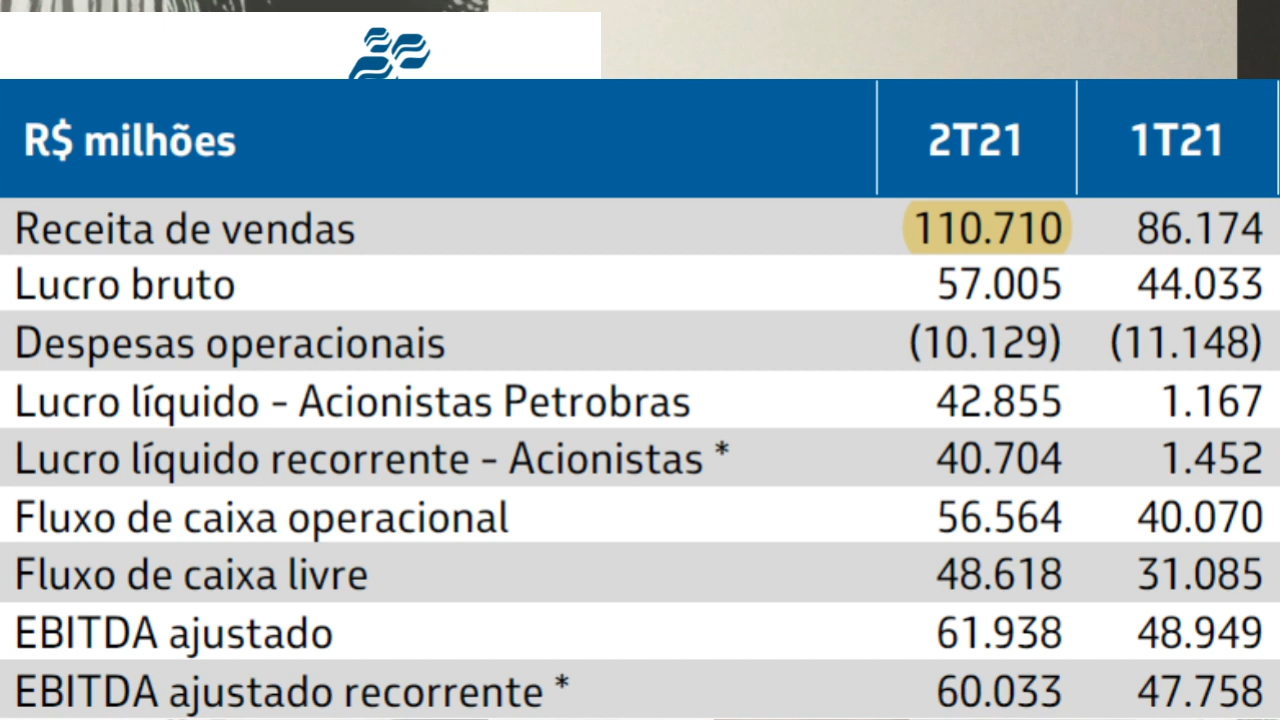 R$ milhões 2T21 1T21
Receita de vendas 110.710 86.174
Lucro bruto 57.005 44.033
Despesas operacionais (10.129) (11.148)
Lucro líquido - Acionistas Petrobras 42.855 1.167
Lucro líquido recorrente - Acionistas * 40.704 1.452
Fluxo de caixa operacional 56.564 40.070
Fluxo de caixa livre 48.618 31.085
EBITDA ajustado 61.938 48.949
EBITDA ajustado recorrente * 60.033 47.758